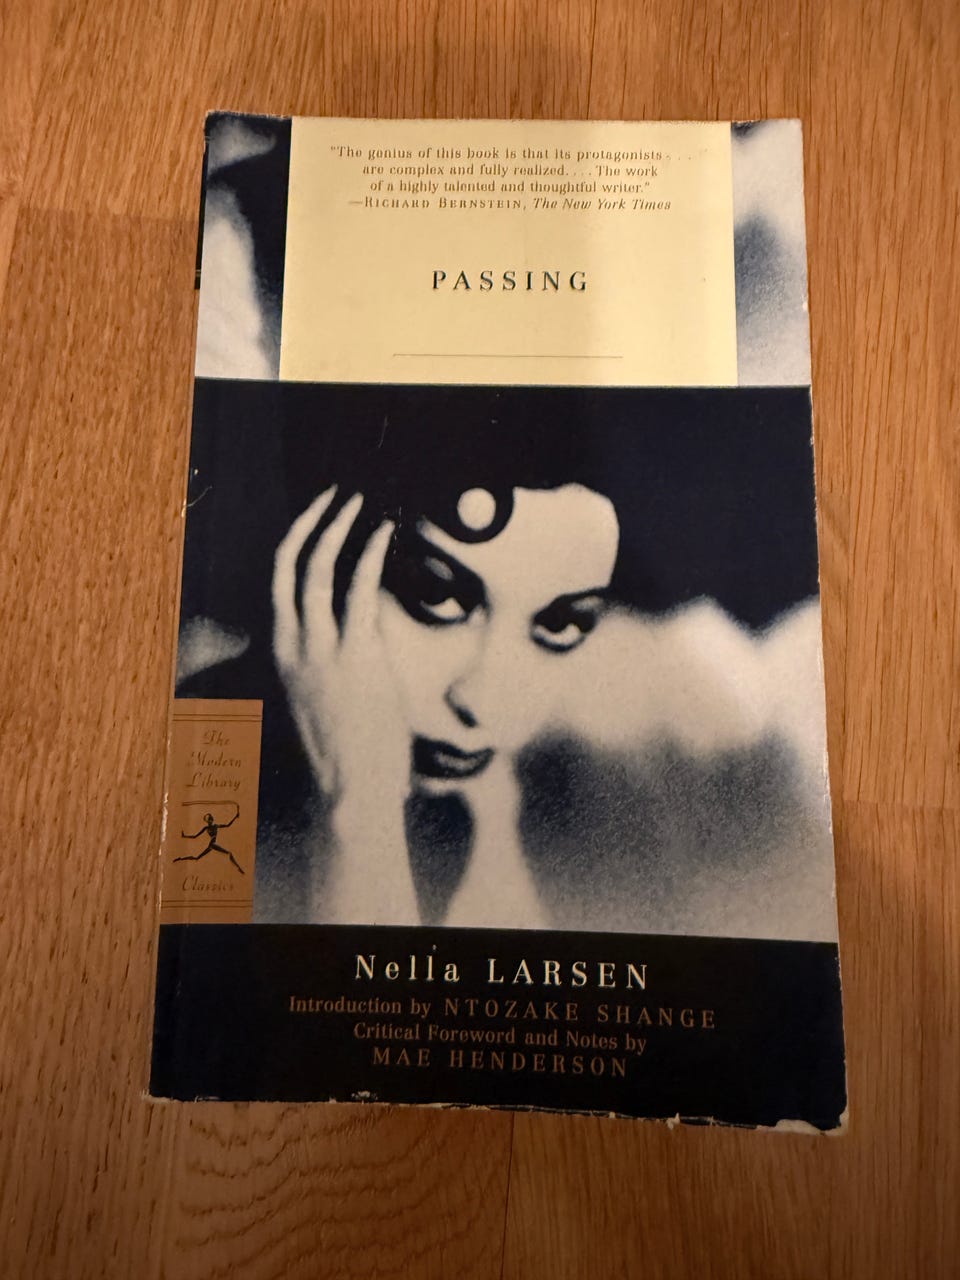 "The genius of this book is that its protagonists . . .
are complex and fully realized. . . . The work
of a highly talented and thoughtful writer."
—RICHARD BERNSTEIN, The New York Times
PASSING
The
Modern
Library
Classics
Nella LARSEN
Introduction by NTOZAKE SHANGE
Critical Foreword and Notes by
MAE HENDERSON